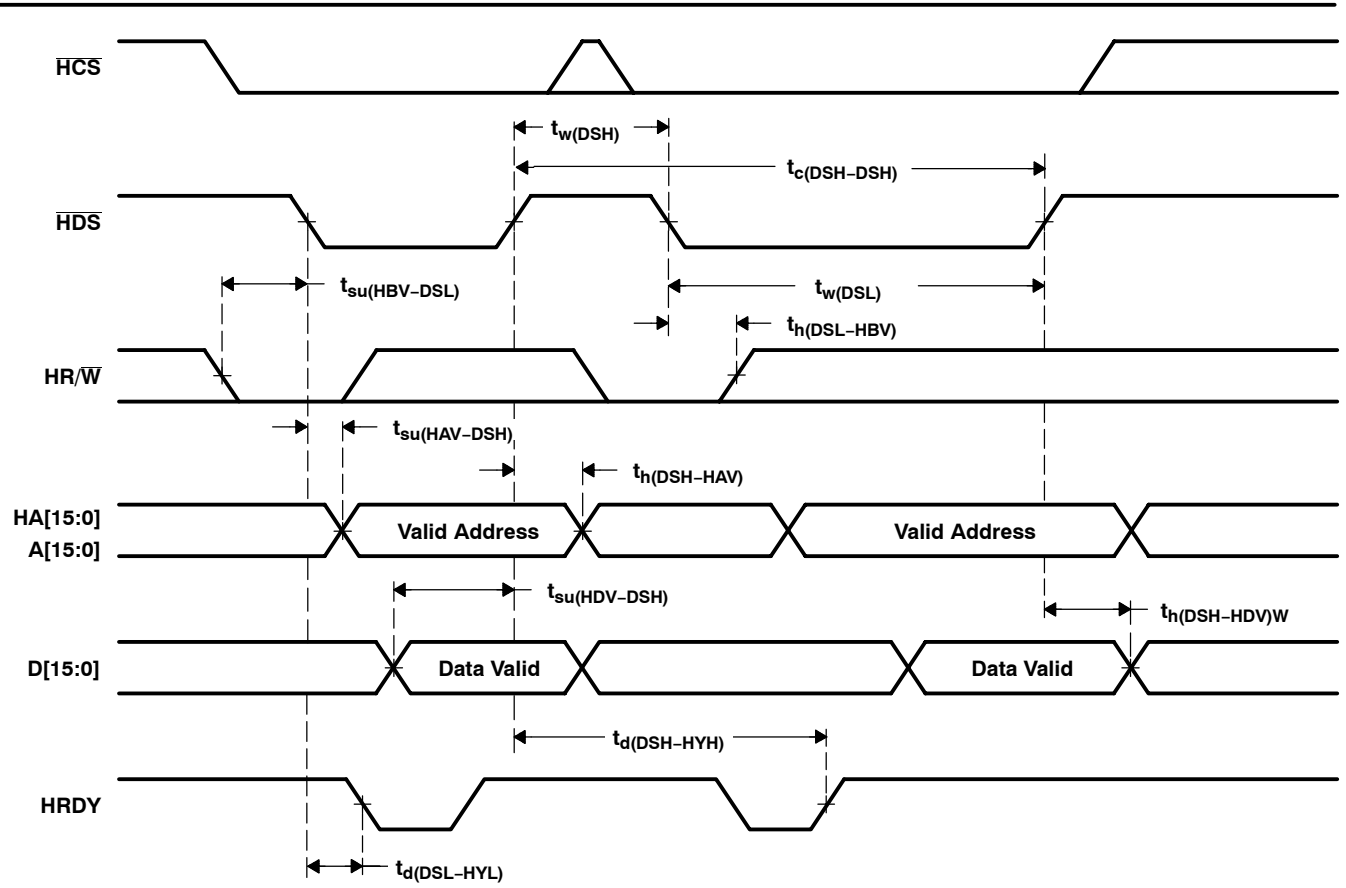 HCS
tw(DSH)
tc(DSH−DSH)
HDS
tsu(HBV−DSL)
tw(DSL)
th(DSL−HBV)
HR/W
tsu(HAV−DSH)
th(DSH−HAV)
HA[15:0]
Valid Address
Valid Address
A[15:0]
tsu(HDV−DSH)
th(DSH−HDV)W
D[15:0]
Data Valid
Data Valid
td(DSH−HYH)
HRDY
td(DSL−HYL)